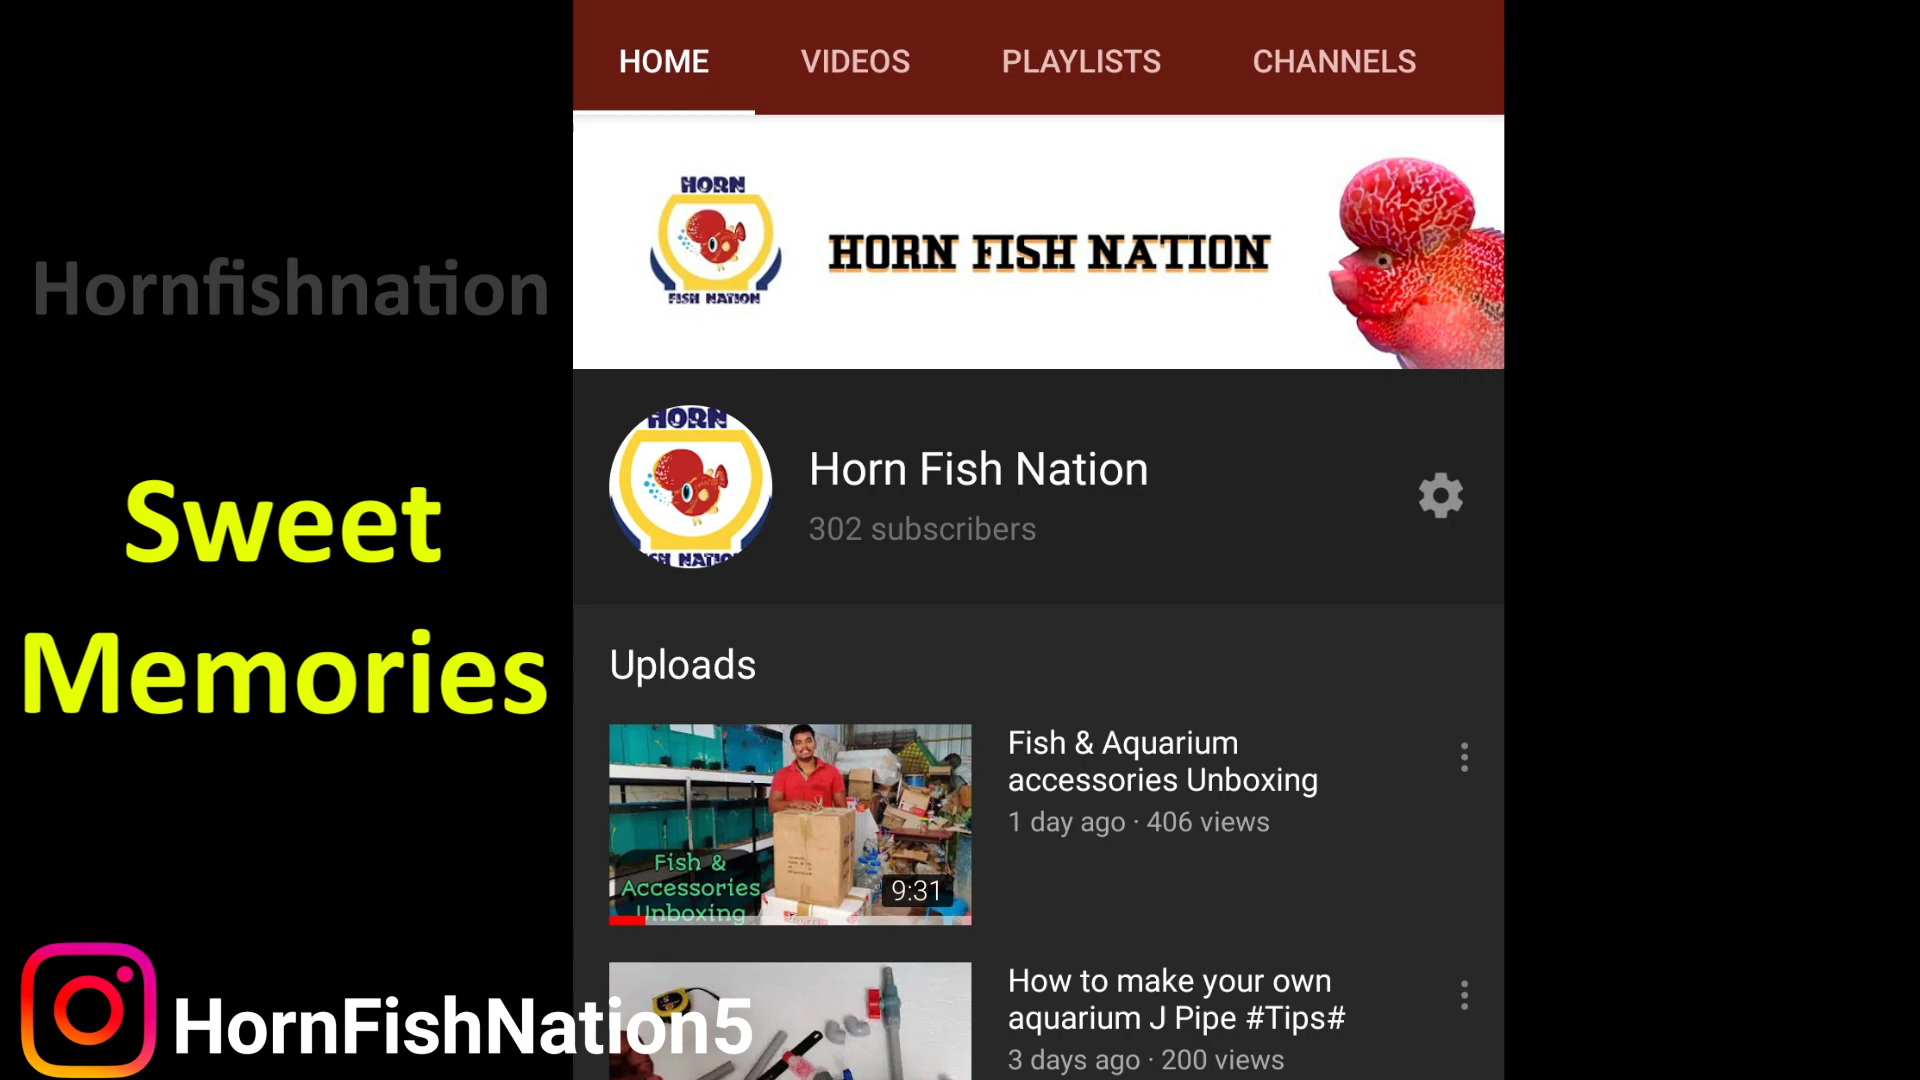 HOME VIDEOS PLAYLISTS CHANNELS
HORN
FISH NATION
HORN FISH NATION
Hornfishnation
HORN
Horn Fish Nation
302 subscribers
Sweet
Memories
Uploads
Fish & Aquarium
accessories Unboxing
1 day ago · 406 views
Fish &
Accessories
Unboxing
9:31
How to make your own
aquarium J Pipe #Tips#
3 days ago · 200 views
HornFishNation5